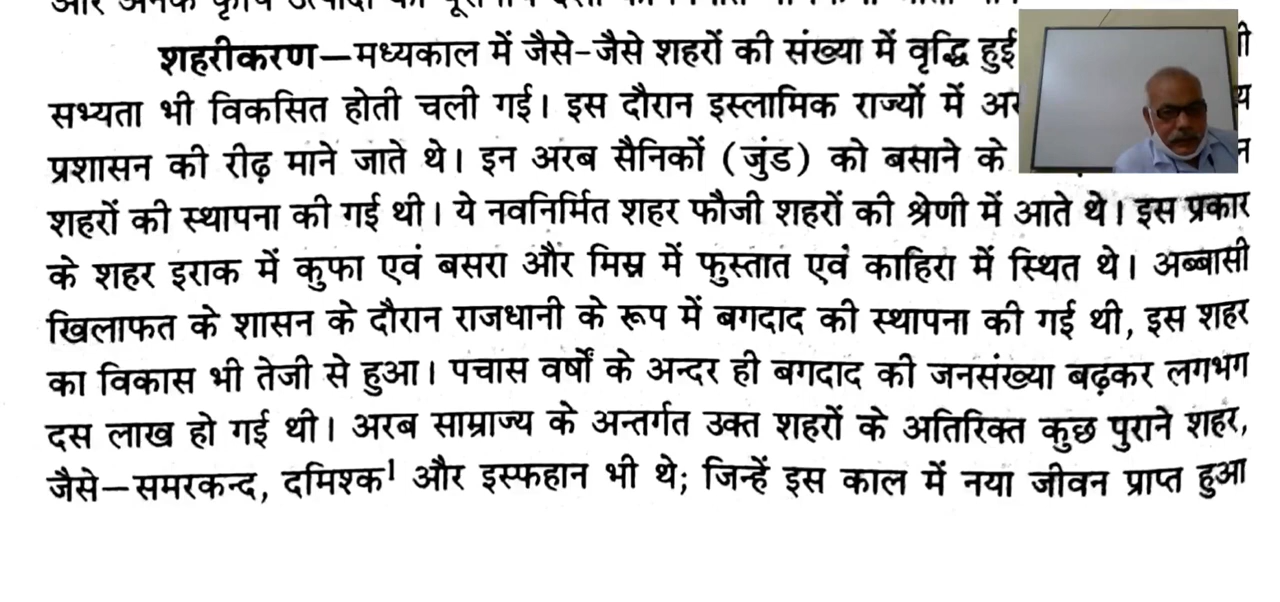 शहरीकरण—मध्यकाल में जैसे-जैसे शहरों की संख्या में वृद्धि हुई
सभ्यता भी विकसित होती चली गई। इस दौरान इस्लामिक राज्यों में
प्रशासन की रीढ़ माने जाते थे। इन अरब सैनिकों (जुंड) को बसाने के
शहरों की स्थापना की गई थी। ये नवनिर्मित शहर फौजी शहरों की श्रेणी में आते थे। इस प्रकार
के शहर इराक में कुफा एवं बसरा और मिस्र में फुस्तात एवं काहिरा में स्थित थे। अब्बासी
खिलाफत के शासन के दौरान राजधानी के रूप में बगदाद की स्थापना की गई थी, इस शहर
का विकास भी तेजी से हुआ। पचास वर्षों के अन्दर ही बगदाद की जनसंख्या बढ़कर लगभग
दस लाख हो गई थी। अरब साम्राज्य के अन्तर्गत उक्त शहरों के अतिरिक्त कुछ पुराने शहर,
जैसे—समरकन्द, दमिश्क¹ और इस्फहान भी थे; जिन्हें इस काल में नया जीवन प्राप्त हुआ